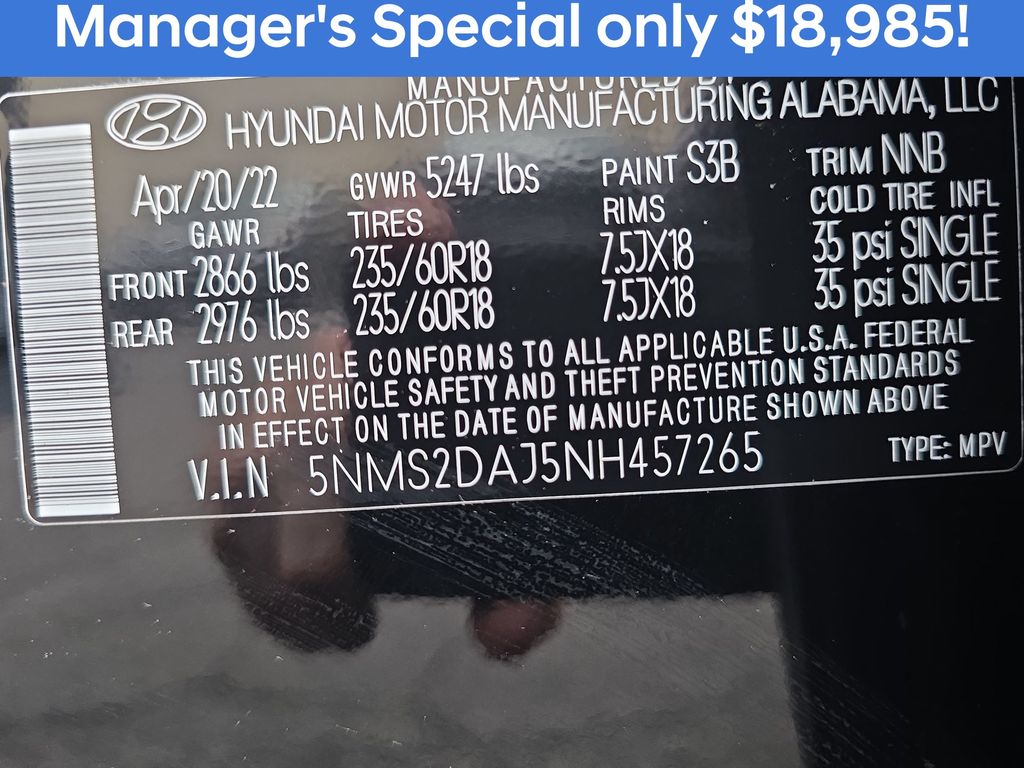 Manager's Special only $18,985!
MANUFACTURED BY
HYUNDAI MOTOR MANUFACTURING ALABAMA, LLC
Apr/20/22 GVWR 5247 lbs PAINT S3B TRIM NNB
GAWR TIRES RIMS COLD TIRE INFL
FRONT 2866 lbs 235/60R18 7.5JX18 35 psi SINGLE
REAR 2976 lbs 235/60R18 7.5JX18 35 psi SINGLE
THIS VEHICLE CONFORMS TO ALL APPLICABLE U.S.A. FEDERAL
MOTOR VEHICLE SAFETY AND THEFT PREVENTION STANDARDS
IN EFFECT ON THE DATE OF MANUFACTURE SHOWN ABOVE
V.I.N 5NMS2DAJ5NH457265 TYPE: MPV